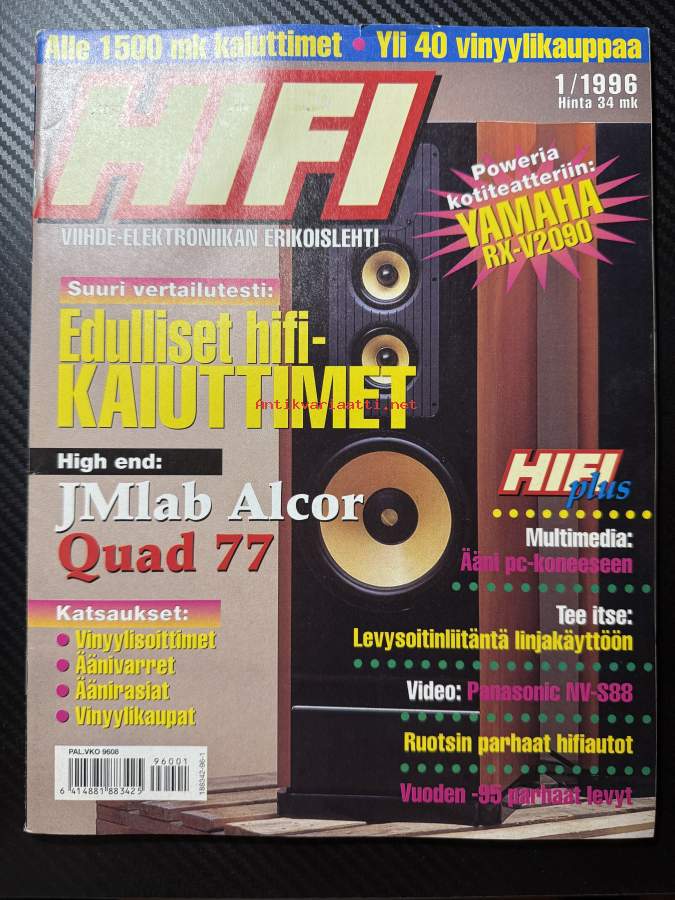 Alle 1500 mk kaiuttimet • Yli 40 vinyylikauppaa
HIFI
1/1996
Hinta 34 mk
VIIHDE-ELEKTRONIIKAN ERIKOISLEHTI
Poweria
kotiteatteriin:
YAMAHA
RX-V2090
Suuri vertailutesti:
Edulliset hifi-
KAIUTTIMET
Antikvariaatti.net
High end:
JMlab Alcor
Quad 77
HIFI
plus
Multimedia:
Ääni pc-koneeseen
Tee itse:
Levysoitinliitäntä linjakäyttöön
Video: Panasonic NV-S88
Ruotsin parhaat hifiautot
Vuoden -95 parhaat levyt
Katsaukset:
• Vinyylisoittimet
• Äänivarret
• Äänirasiat
• Vinyylikaupat
PAL.VKO 9608
96001
6 414881 883425
188342-96-1